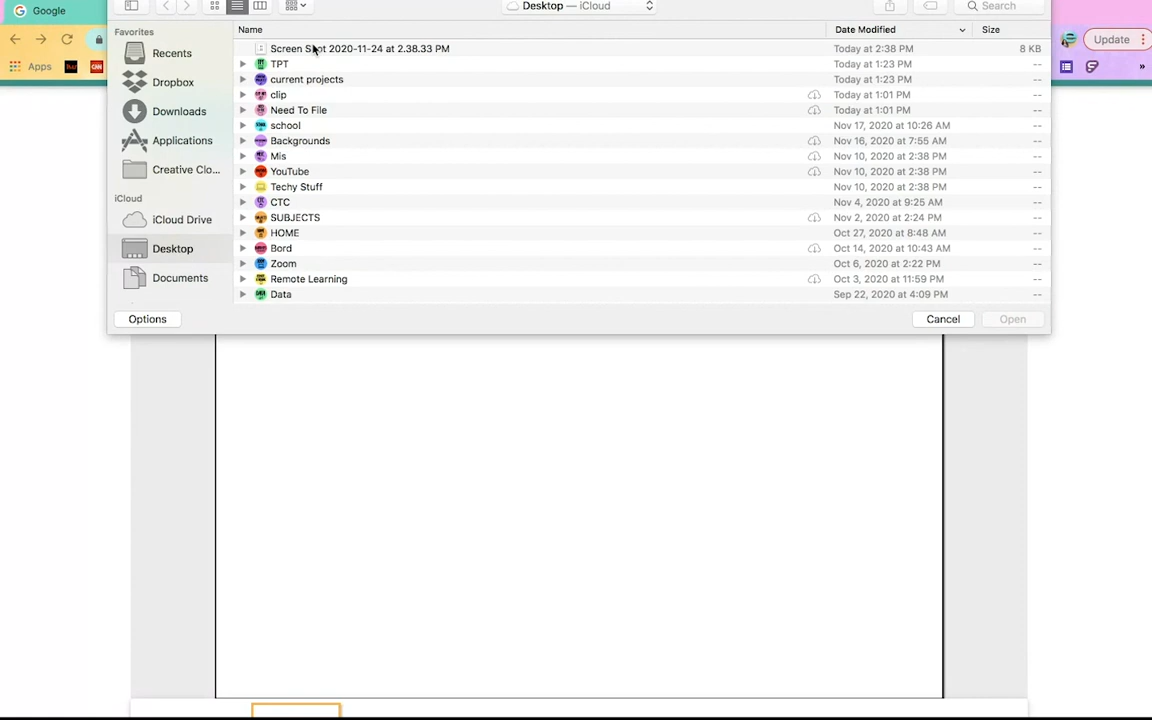 Google
Desktop — iCloud
Search
Update
Apps
CNN
»
Favorites
Recents
Dropbox
Downloads
Applications
Creative Clo...
iCloud
iCloud Drive
Desktop
Documents
Name Date Modified Size
Screen Shot 2020-11-24 at 2.38.33 PM Today at 2:38 PM 8 KB
TPT Today at 1:23 PM --
current projects Today at 1:23 PM --
clip Today at 1:01 PM --
Need To File Today at 1:01 PM --
school Nov 17, 2020 at 10:26 AM --
Backgrounds Nov 16, 2020 at 7:55 AM --
Mis Nov 10, 2020 at 2:38 PM --
YouTube Nov 10, 2020 at 2:38 PM --
Techy Stuff Nov 10, 2020 at 2:38 PM --
CTC Nov 4, 2020 at 9:25 AM --
SUBJECTS Nov 2, 2020 at 2:24 PM --
HOME Oct 27, 2020 at 8:48 AM --
Bord Oct 14, 2020 at 10:43 AM --
Zoom Oct 6, 2020 at 2:22 PM --
Remote Learning Oct 3, 2020 at 11:59 PM --
Data Sep 22, 2020 at 4:09 PM --
Options Cancel Open